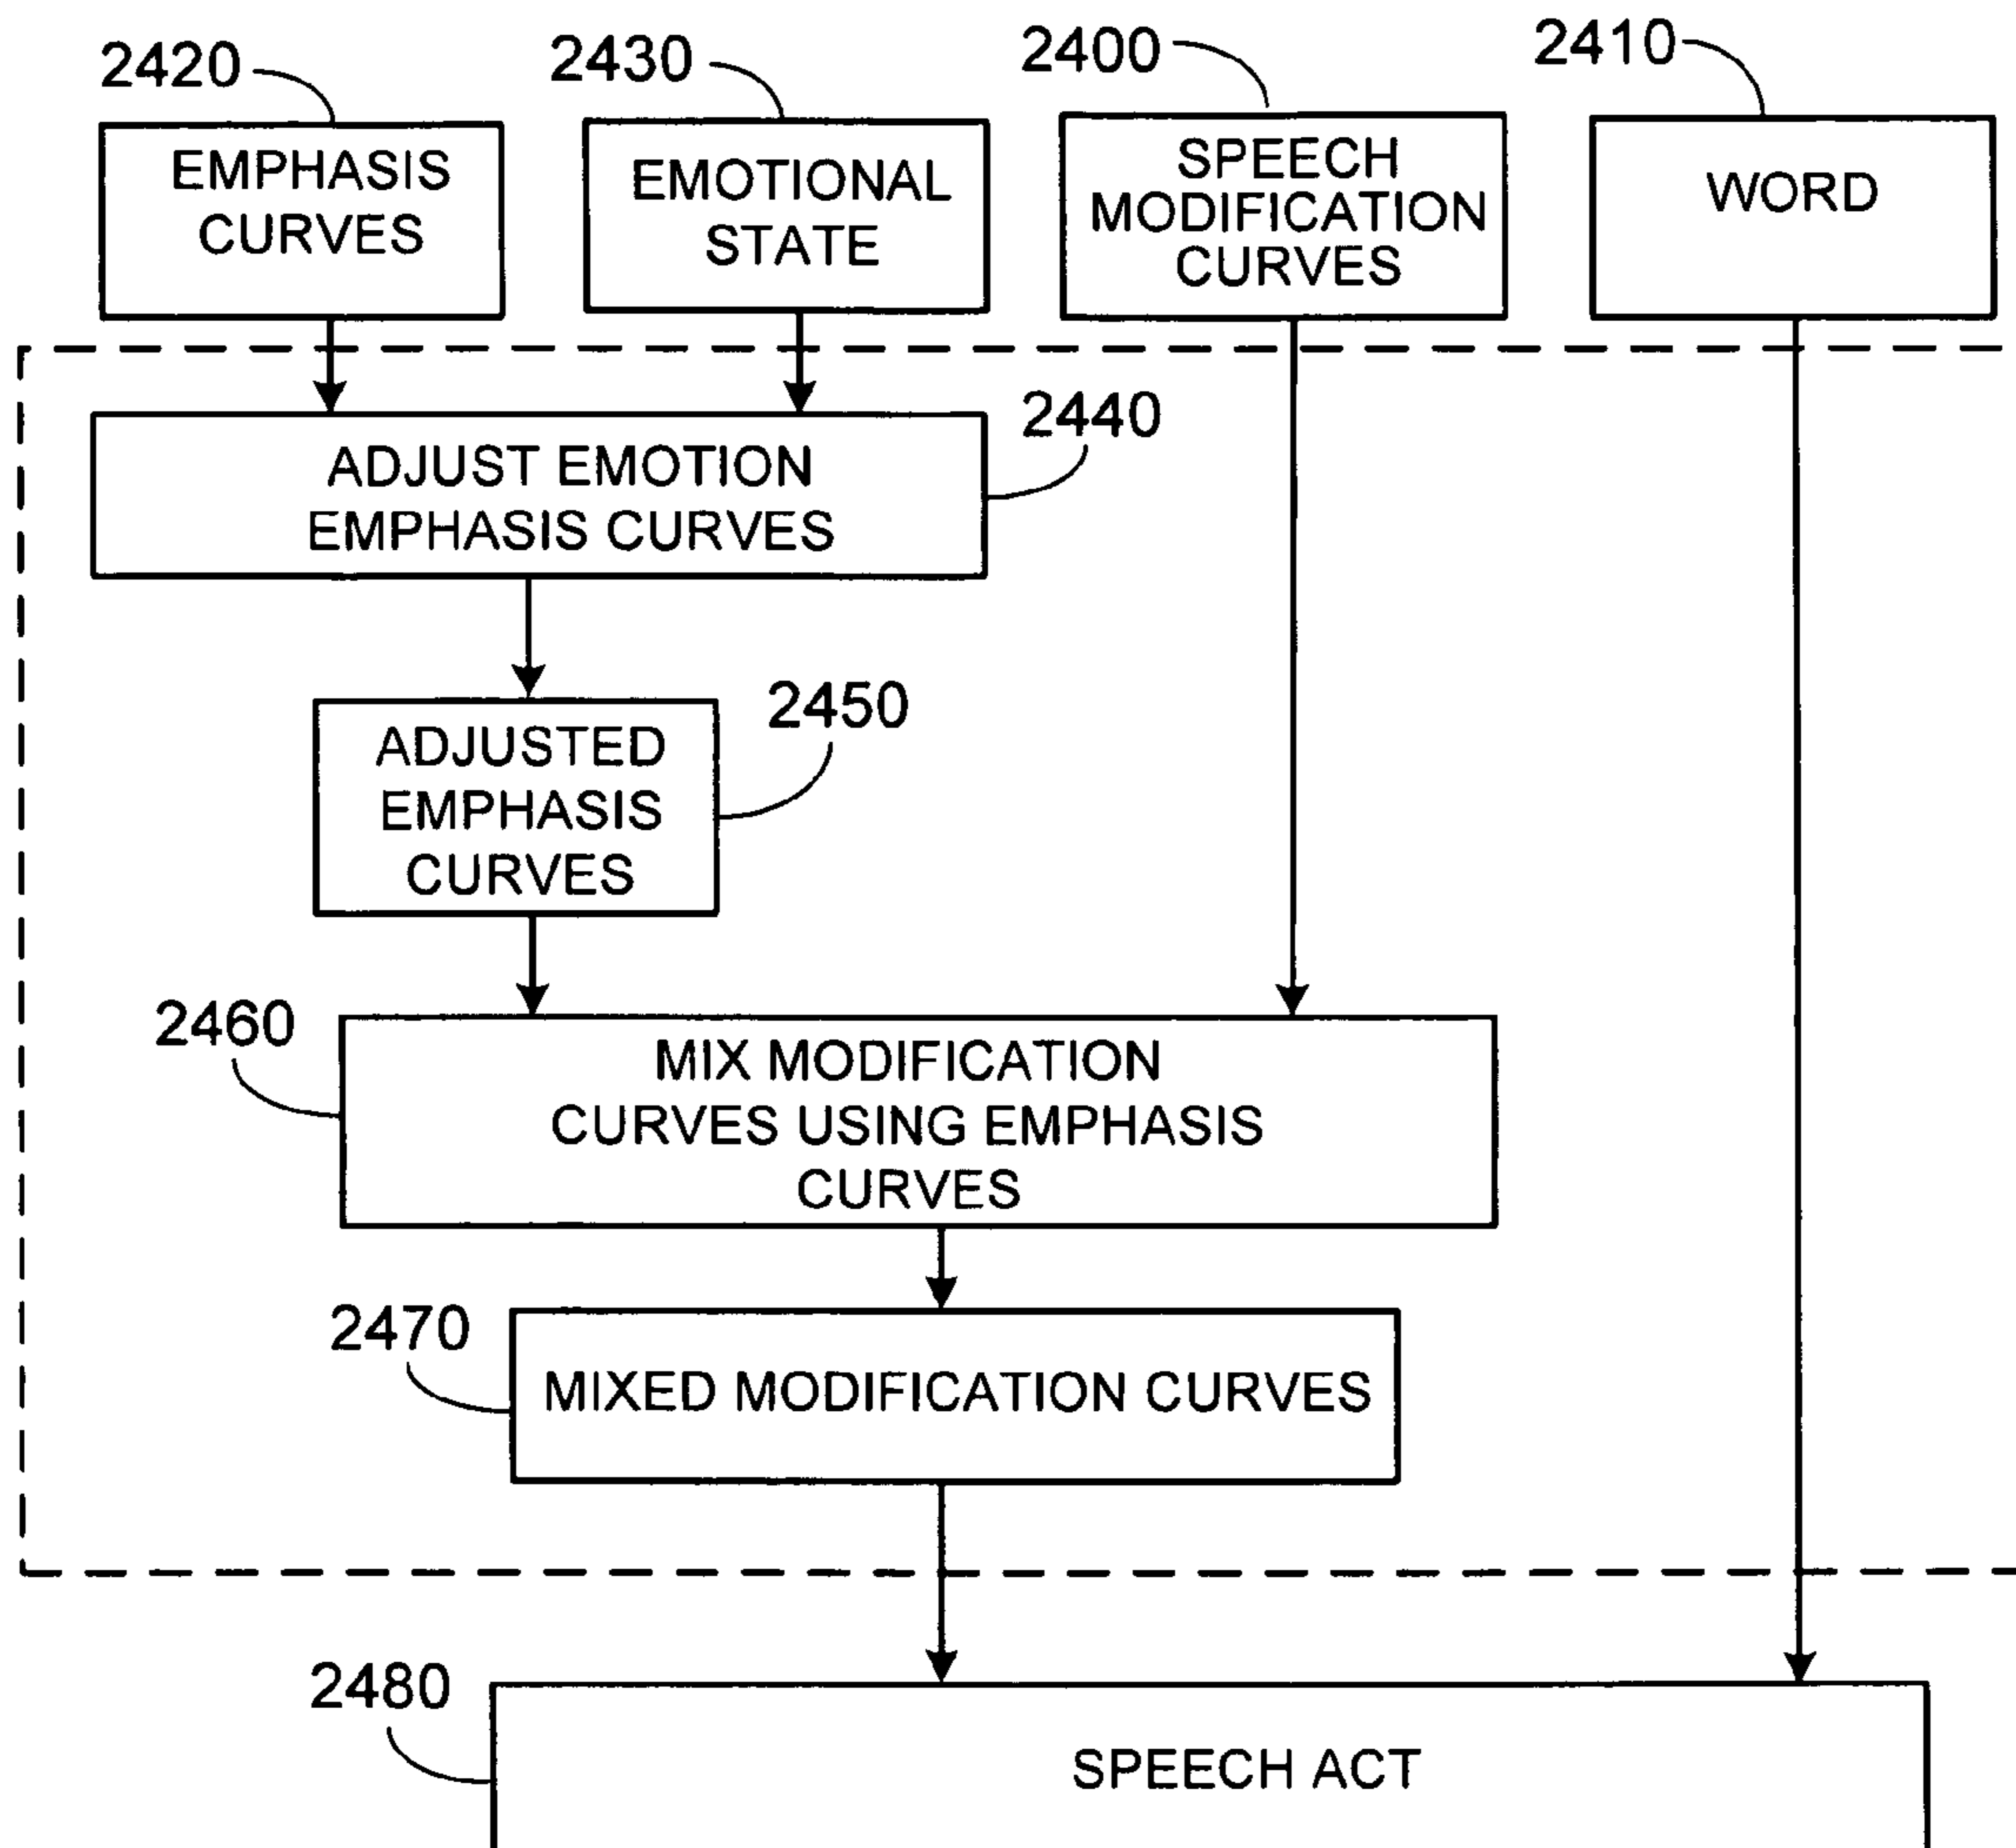 2420
2430
2400
2410
EMPHASIS
CURVES
EMOTIONAL
STATE
SPEECH
MODIFICATION
CURVES
WORD
2440
ADJUST EMOTION
EMPHASIS CURVES
2450
ADJUSTED
EMPHASIS
CURVES
2460
MIX MODIFICATION
CURVES USING EMPHASIS
CURVES
2470
MIXED MODIFICATION CURVES
2480
SPEECH ACT